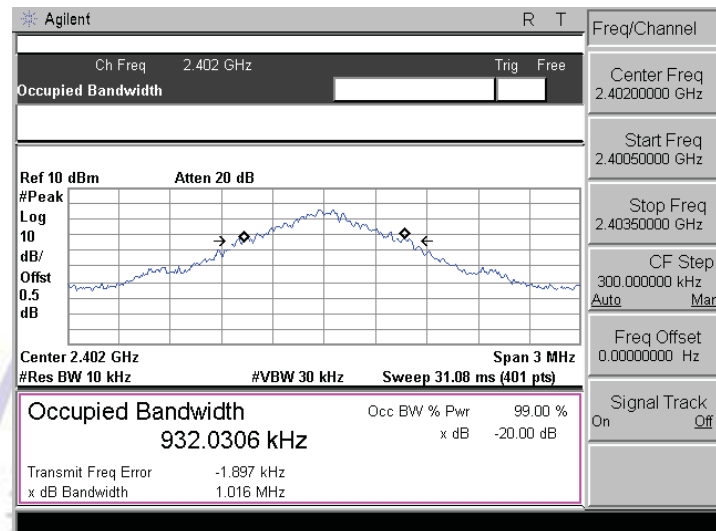 Agilent R T
Ch Freq 2.402 GHz Trig Free
Occupied Bandwidth
Ref 10 dBm Atten 20 dB
#Peak
Log
10
dB/
Offst
0.5
dB
Center 2.402 GHz Span 3 MHz
#Res BW 10 kHz #VBW 30 kHz Sweep 31.08 ms (401 pts)
Occupied Bandwidth
932.0306 kHz
Occ BW % Pwr 99.00 %
x dB -20.00 dB
Transmit Freq Error -1.897 kHz
x dB Bandwidth 1.016 MHz
Freq/Channel
Center Freq
2.40200000 GHz
Start Freq
2.40050000 GHz
Stop Freq
2.40350000 GHz
CF Step
300.000000 kHz
Auto Man
Freq Offset
0.00000000 Hz
Signal Track
On Off